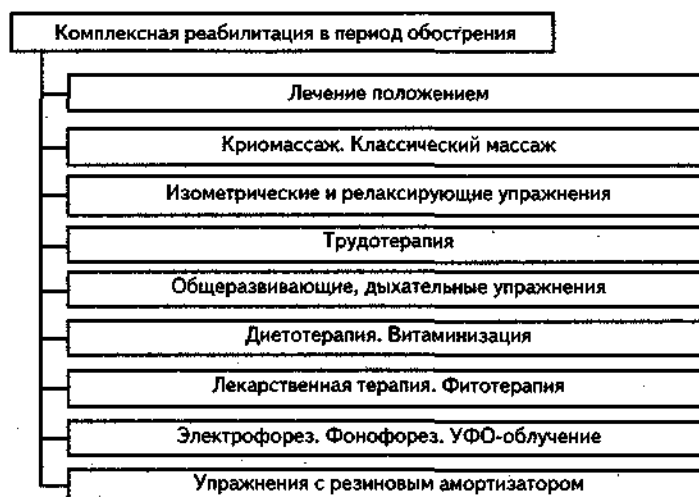 Комплексная реабилитация в период обострения
Лечение положением
Криомассаж. Классический массаж
Изометрические и релаксирующие упражнения
Трудотерапия
Общеразвивающие, дыхательные упражнения
Диетотерапия. Витаминизация
Лекарственная терапия. Фитотерапия
Электрофорез. Фонофорез. УФО-облучение
Упражнения с резиновым амортизатором